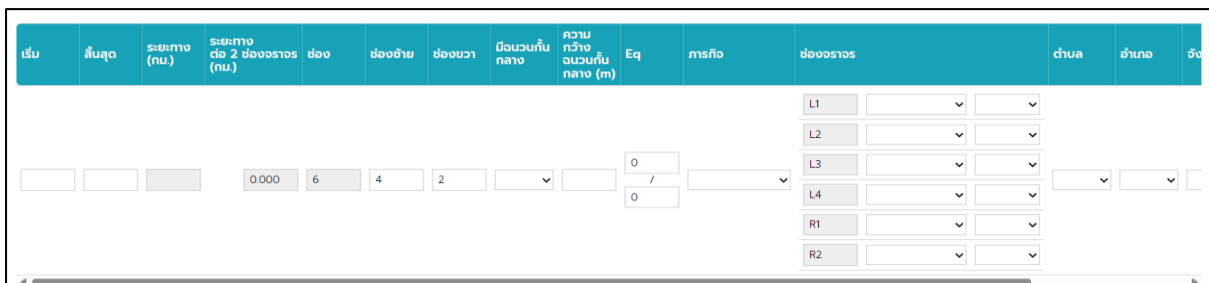 เริ่ม
สิ้นสุด
ระยะทาง
(กม.)
ระยะทาง
ต่อ 2 ช่องจราจร
(กม.)
ช่อง
ช่องซ้าย
ช่องขวา
มีฉนวนกั้น
กลาง
ความ
กว้าง
ฉนวนกั้น
กลาง (m)
Eq
ภารกิจ
ช่องจราจร
ตำบล
อำเภอ
จัง
0.000
6
4
2
0
/
0
L1
L2
L3
L4
R1
R2